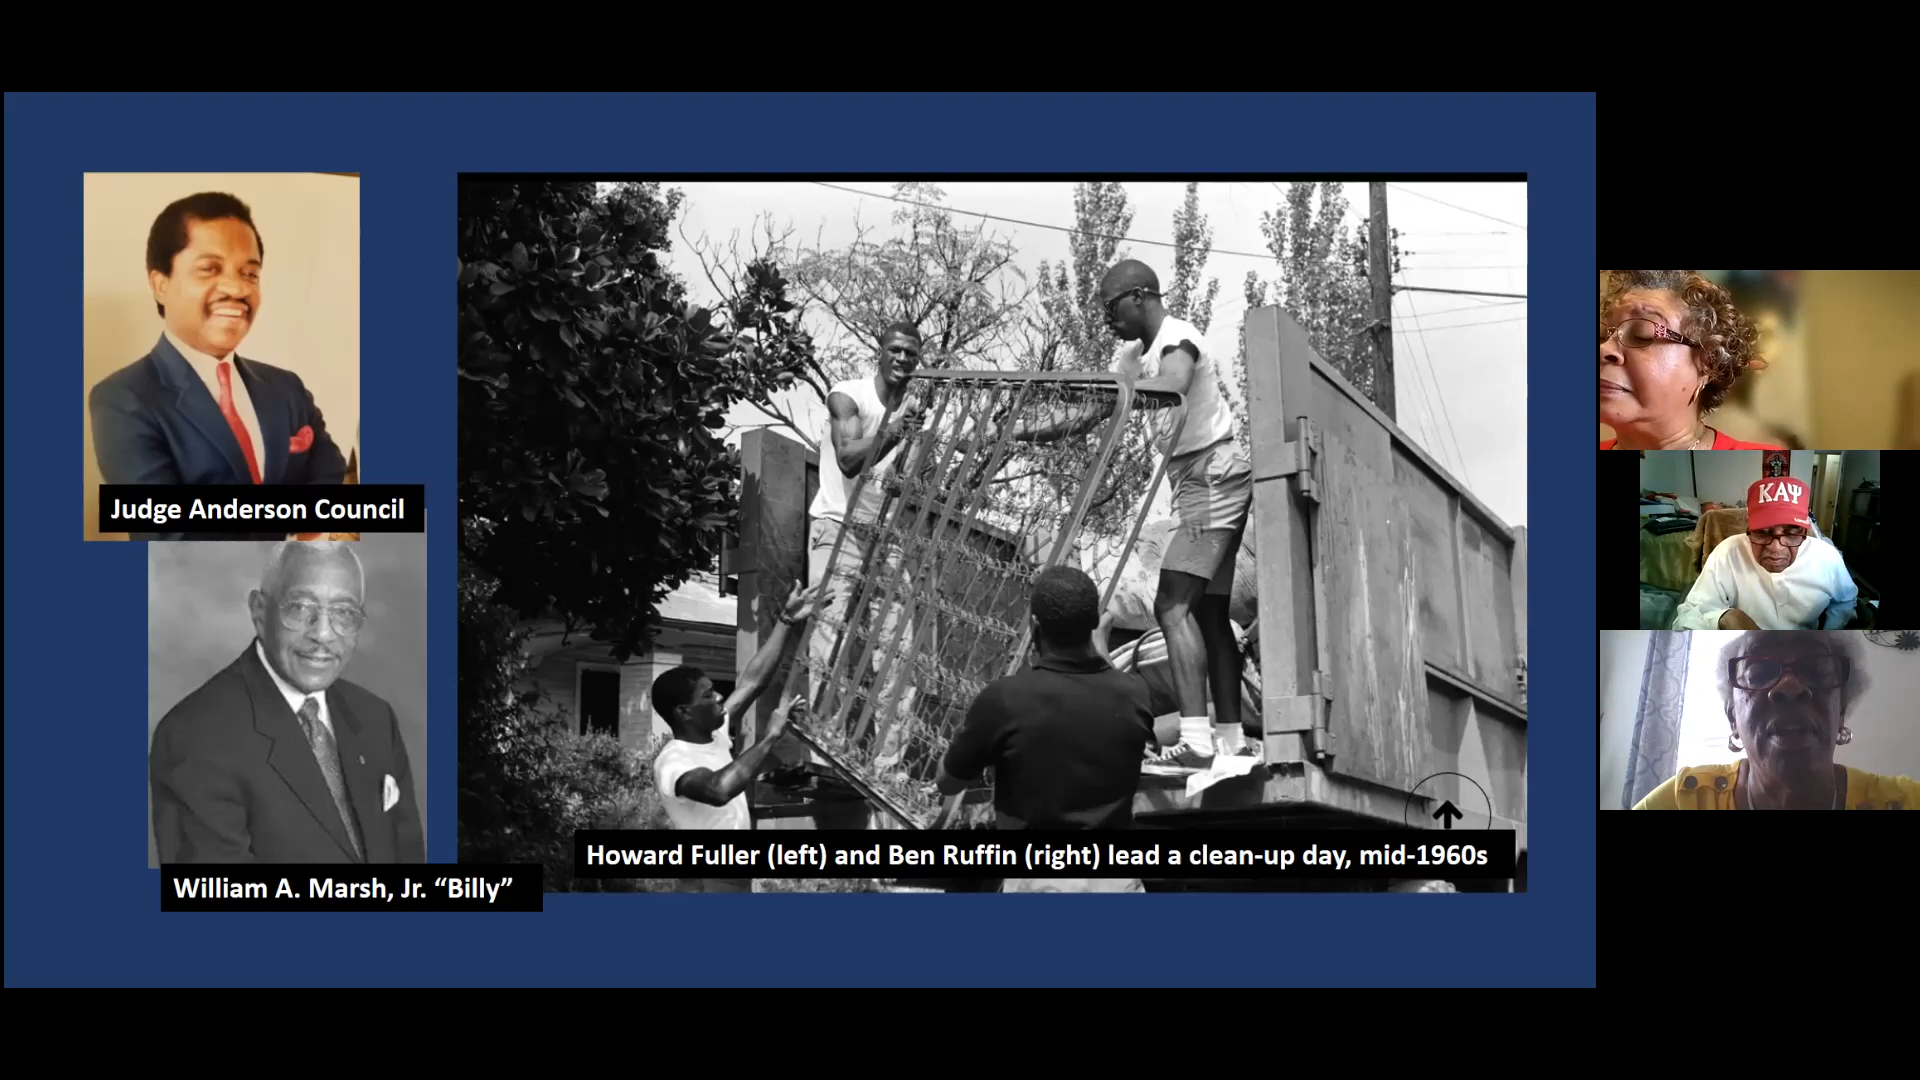 Judge Anderson Council
William A. Marsh, Jr. “Billy”
Howard Fuller (left) and Ben Ruffin (right) lead a clean-up day, mid-1960s
ΚΑΨ